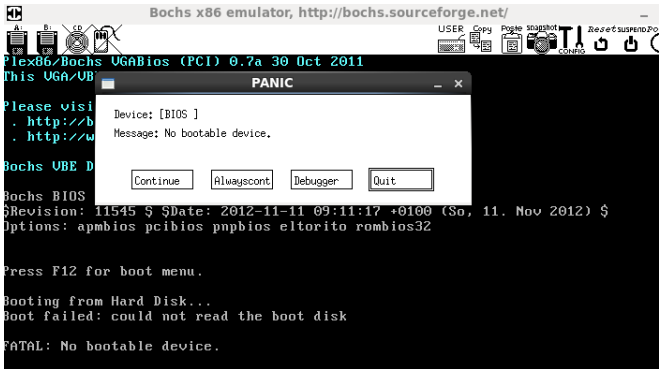 Bochs x86 emulator, http://bochs.sourceforge.net/
A: B: CD USER Copy Paste snapshot CONFIG Reset SUSPEND Po
Plex86/Bochs VGABios (PCI) 0.7a 30 Oct 2011
This VGA/VB
PANIC
Please visi
Device: [BIOS ]
. http://b
Message: No bootable device.
. http://w
Bochs VBE D
Continue Alwayscont Debugger Quit
Bochs BIOS
$Revision: 11545 $ $Date: 2012-11-11 09:11:17 +0100 (So, 11. Nov 2012) $
Options: apmbios pcibios pnpbios eltorito rombios32
Press F12 for boot menu.
Booting from Hard Disk...
Boot failed: could not read the boot disk
FATAL: No bootable device.